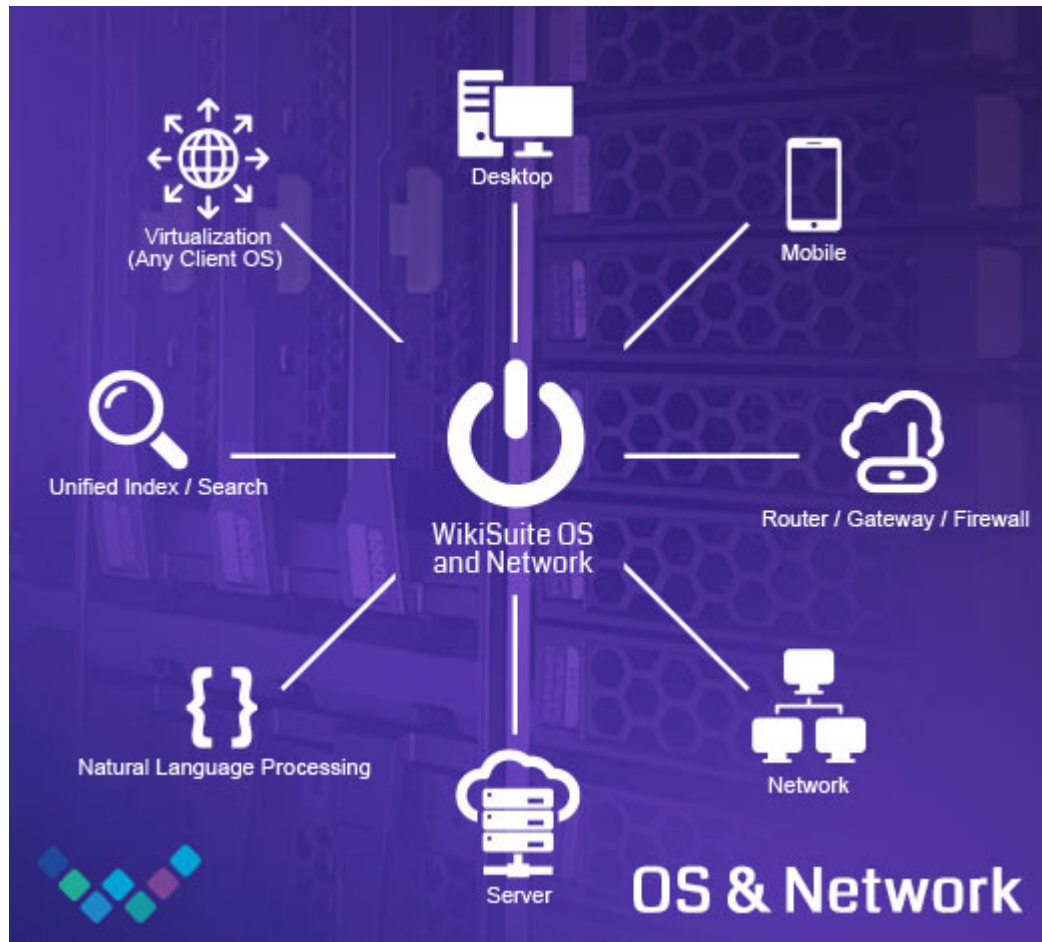 Desktop
Virtualization
(Any Client OS)
Mobile
Unified Index / Search
WikiSuite OS
and Network
Router / Gateway / Firewall
{ }
Natural Language Processing
Network
Server
OS & Network